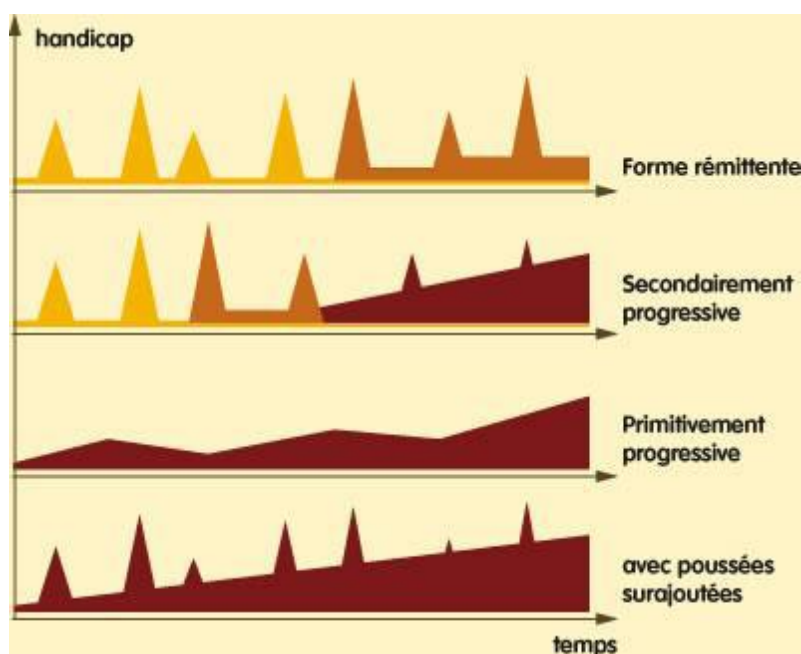 handicap
Forme rémittente
Secondairement
progressive
Primitivement
progressive
avec poussées
surajoutées
temps